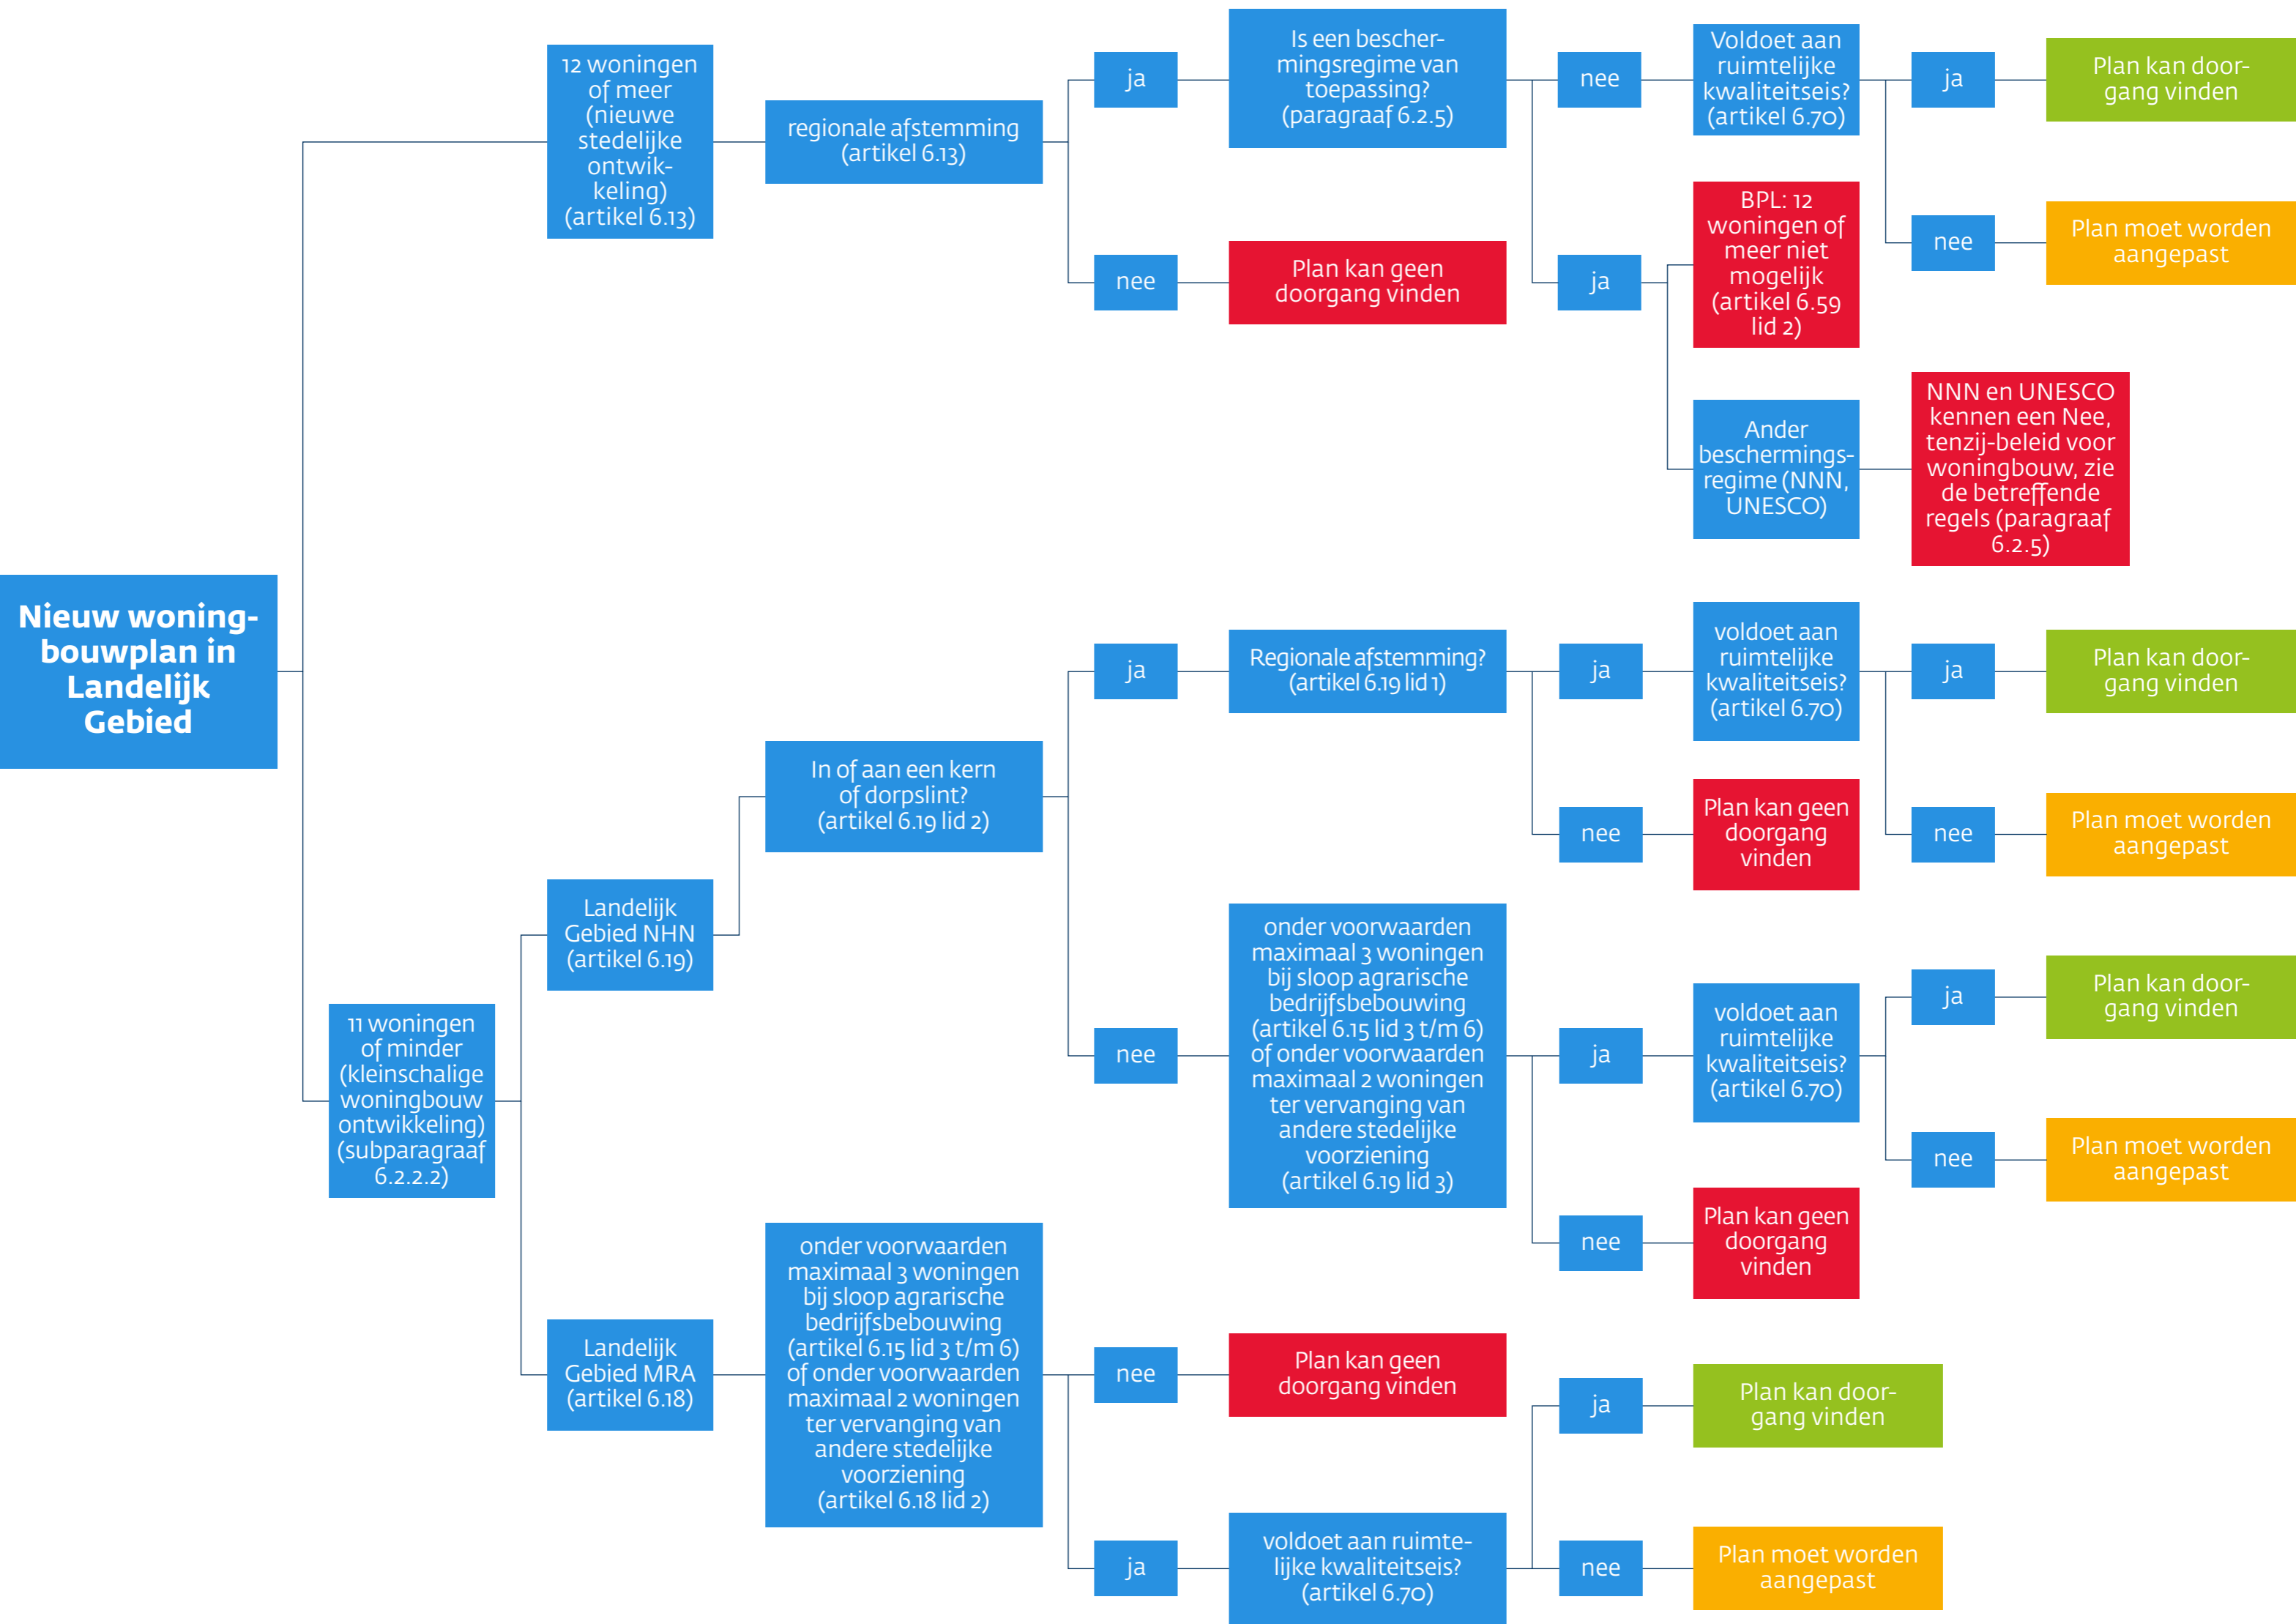 Nieuw woning-
bouwplan in
Landelijk
Gebied
12 woningen
of meer
(nieuwe
stedelijke
ontwik-
keling)
(artikel 6.13)
regionale afstemming
(artikel 6.13)
ja
Is een bescher-
mingsregime van
toepassing?
(paragraaf 6.2.5)
nee
Voldoet aan
ruimtelijke
kwaliteitseis?
(artikel 6.70)
ja
Plan kan door-
gang vinden
nee
Plan moet worden
aangepast
ja
BPL: 12
woningen of
meer niet
mogelijk
(artikel 6.59
lid 2)
Ander
beschermings-
regime (NNN,
UNESCO)
NNN en UNESCO
kennen een Nee,
tenzij-beleid voor
woningbouw, zie
de betreffende
regels (paragraaf
6.2.5)
nee
Plan kan geen
doorgang vinden
11 woningen
of minder
(kleinschalige
woningbouw
ontwikkeling)
(subparagraaf
6.2.2.2)
Landelijk
Gebied NHN
(artikel 6.19)
In of aan een kern
of dorpslint?
(artikel 6.19 lid 2)
ja
Regionale afstemming?
(artikel 6.19 lid 1)
ja
voldoet aan
ruimtelijke
kwaliteitseis?
(artikel 6.70)
ja
Plan kan door-
gang vinden
nee
Plan moet worden
aangepast
nee
Plan kan geen
doorgang
vinden
nee
onder voorwaarden
maximaal 3 woningen
bij sloop agrarische
bedrijfsbebouwing
(artikel 6.15 lid 3 t/m 6)
of onder voorwaarden
maximaal 2 woningen
ter vervanging van
andere stedelijke
voorziening
(artikel 6.19 lid 3)
ja
voldoet aan
ruimtelijke
kwaliteitseis?
(artikel 6.70)
ja
Plan kan door-
gang vinden
nee
Plan moet worden
aangepast
nee
Plan kan geen
doorgang
vinden
Landelijk
Gebied MRA
(artikel 6.18)
onder voorwaarden
maximaal 3 woningen
bij sloop agrarische
bedrijfsbebouwing
(artikel 6.15 lid 3 t/m 6)
of onder voorwaarden
maximaal 2 woningen
ter vervanging van
andere stedelijke
voorziening
(artikel 6.18 lid 2)
nee
Plan kan geen
doorgang vinden
ja
voldoet aan ruimte-
lijke kwaliteitseis?
(artikel 6.70)
ja
Plan kan door-
gang vinden
nee
Plan moet worden
aangepast